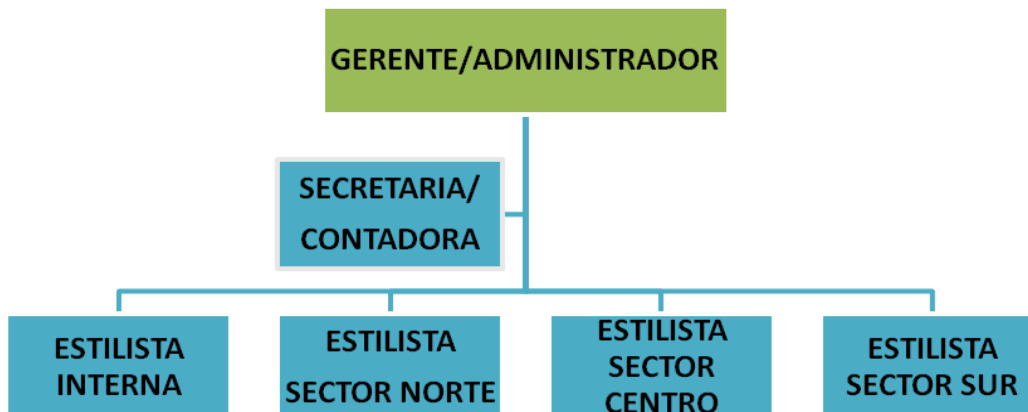 GERENTE/ADMINISTRADOR
SECRETARIA/
CONTADORA
ESTILISTA
INTERNA
ESTILISTA
SECTOR NORTE
ESTILISTA
SECTOR
CENTRO
ESTILISTA
SECTOR SUR